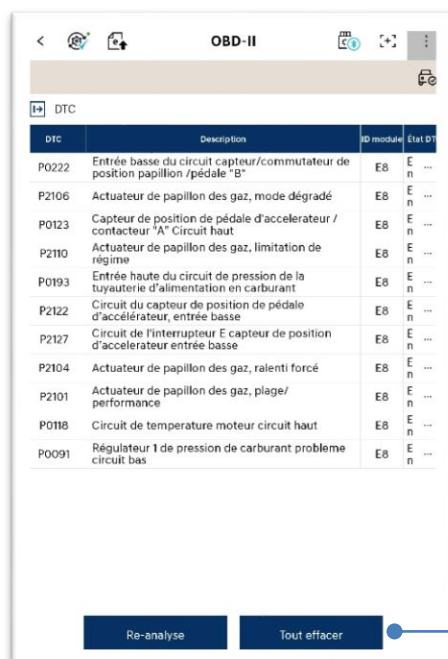 OBD-II
DTC
DTC Description ID module État DT
P0222 Entrée basse du circuit capteur/commutateur de
position papillion /pédale "B" E8 E
n ...
P2106 Actuateur de papillon des gaz, mode dégradé E8 E
n ...
P0123 Capteur de position de pédale d'accelerateur /
contacteur "A" Circuit haut E8 E
n ...
P2110 Actuateur de papillon des gaz, limitation de
régime E8 E
n ...
P0193 Entrée haute du circuit de pression de la
tuyauterie d'alimentation en carburant E8 E
n ...
P2122 Circuit du capteur de position de pédale
d'accélérateur, entrée basse E8 E
n ...
P2127 Circuit de l'interrupteur E capteur de position
d'accelerateur entrée basse E8 E
n ...
P2104 Actuateur de papillon des gaz, ralenti forcé E8 E
n ...
P2101 Actuateur de papillon des gaz, plage/
performance E8 E
n ...
P0118 Circuit de temperature moteur circuit haut E8 E
n ...
P0091 Régulateur 1 de pression de carburant probleme
circuit bas E8 E
n ...
Re-analyse Tout effacer